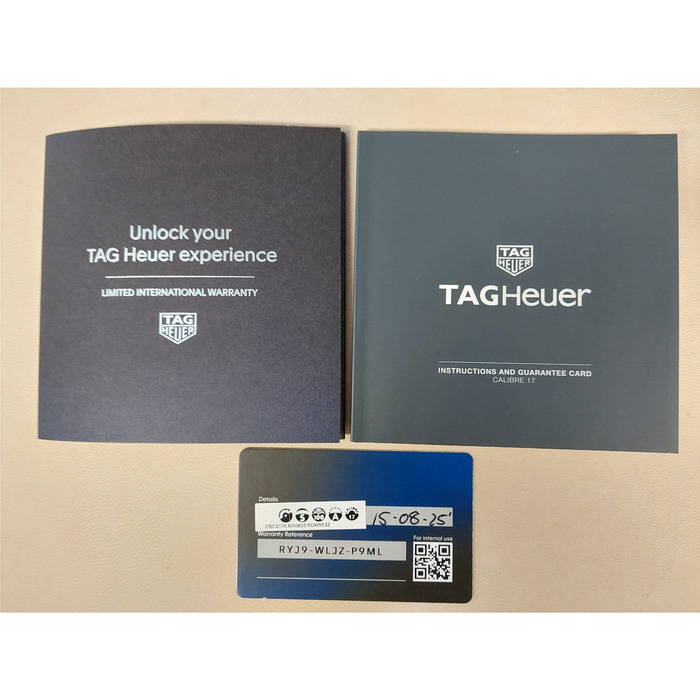 Unlock your
TAG Heuer experience
LIMITED INTERNATIONAL WARRANTY
TAG
HEUER
TAG
HEUER
TAGHeuer
INSTRUCTIONS AND GUARANTEE CARD
CALIBRE 17
Details
15-08-25'
Warranty Reference
For internal use
RYJ9-WLJZ-P9ML